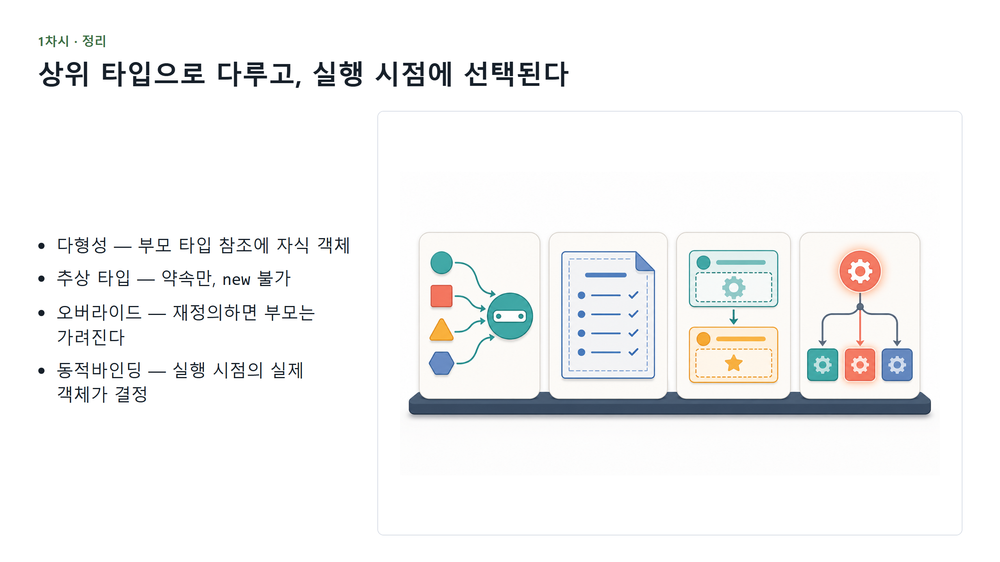 1차시 · 정리
상위 타입으로 다루고, 실행 시점에 선택된다
• 다형성 — 부모 타입 참조에 자식 객체
• 추상 타입 — 약속만, new 불가
• 오버라이드 — 재정의하면 부모는
가려진다
• 동적바인딩 — 실행 시점의 실제
객체가 결정